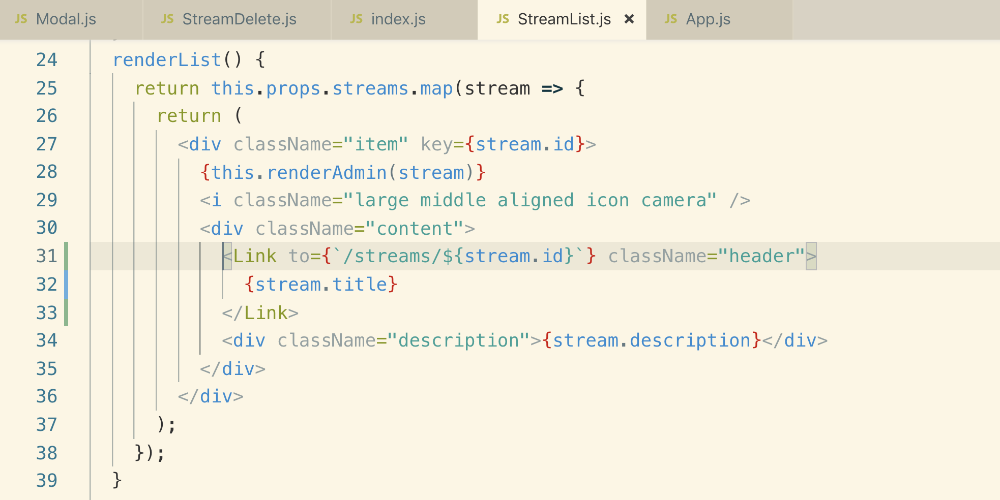 JS Modal.js JS StreamDelete.js JS index.js JS StreamList.js × JS App.js
24 renderList() {
25 return this.props.streams.map(stream => {
26 return (
27 <div className="item" key={stream.id}>
28 {this.renderAdmin(stream)}
29 <i className="large middle aligned icon camera" />
30 <div className="content">
31 <Link to={`/streams/${stream.id}`} className="header">
32 {stream.title}
33 </Link>
34 <div className="description">{stream.description}</div>
35 </div>
36 </div>
37 );
38 });
39 }